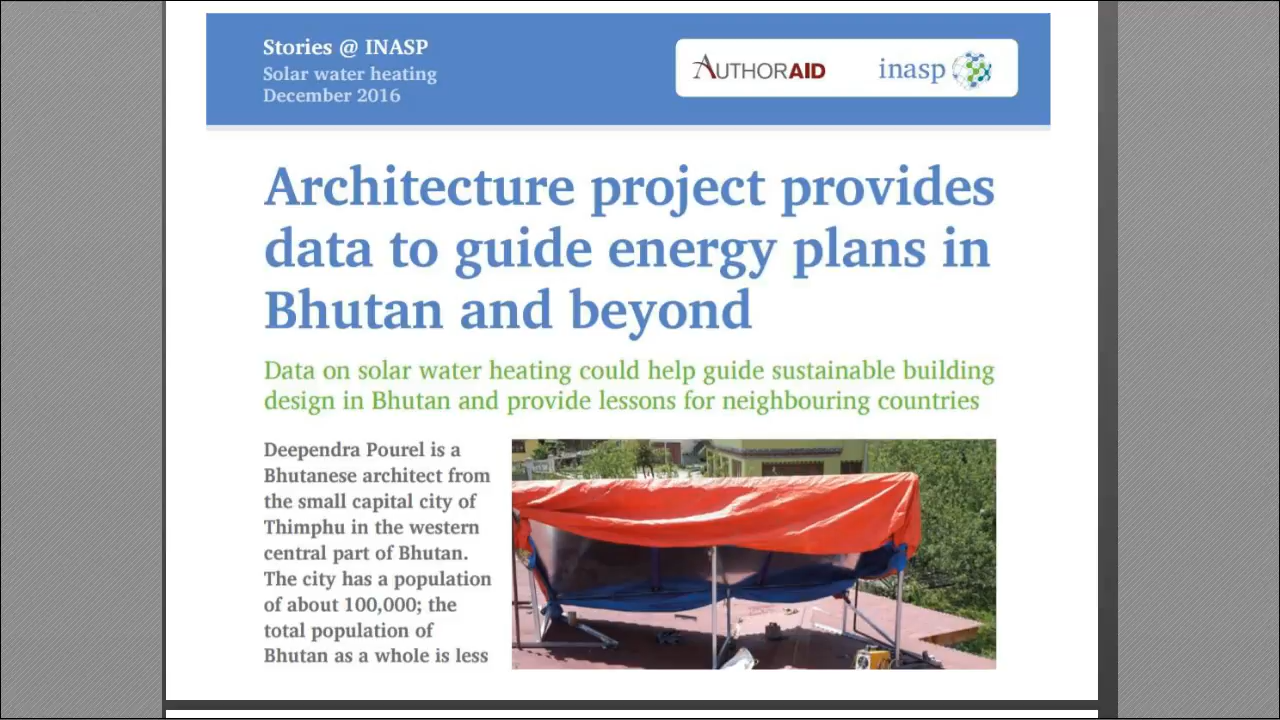 Stories @ INASP
Solar water heating
December 2016
AUTHORAID
inasp
Architecture project provides
data to guide energy plans in
Bhutan and beyond
Data on solar water heating could help guide sustainable building
design in Bhutan and provide lessons for neighbouring countries
Deependra Pourel is a
Bhutanese architect from
the small capital city of
Thimphu in the western
central part of Bhutan.
The city has a population
of about 100,000; the
total population of
Bhutan as a whole is less